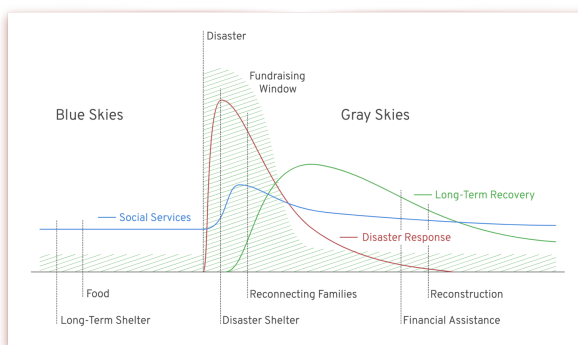 Disaster
Fundraising
Window
Blue Skies
Gray Skies
Long-Term Recovery
Social Services
Disaster Response
Food
Reconnecting Families
Reconstruction
Long-Term Shelter
Disaster Shelter
Financial Assistance